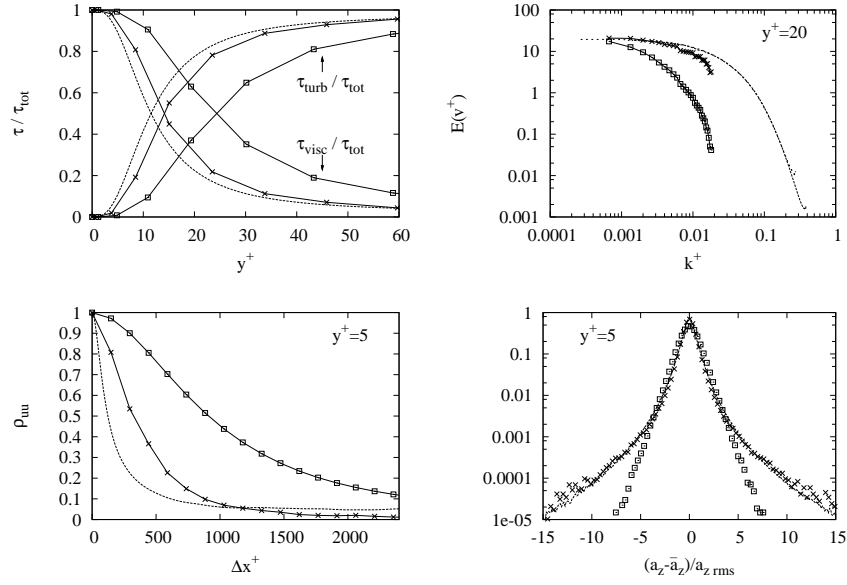 1
0.8
0.6
0.4
0.2
0
τ / τtot
τturb / τtot
τvisc / τtot
0 10 20 30 40 50 60
y+
100
10
1
0.1
0.01
0.001
E(v+)
y+=20
0.0001 0.001 0.01 0.1 1
k+
1
0.9
0.8
0.7
0.6
0.5
0.4
0.3
0.2
0.1
0
ρuu
y+=5
0 500 1000 1500 2000
Δx+
1
0.1
0.01
0.001
0.0001
1e-05
y+=5
-15 -10 -5 0 5 10 15
(az-āz)/az rms